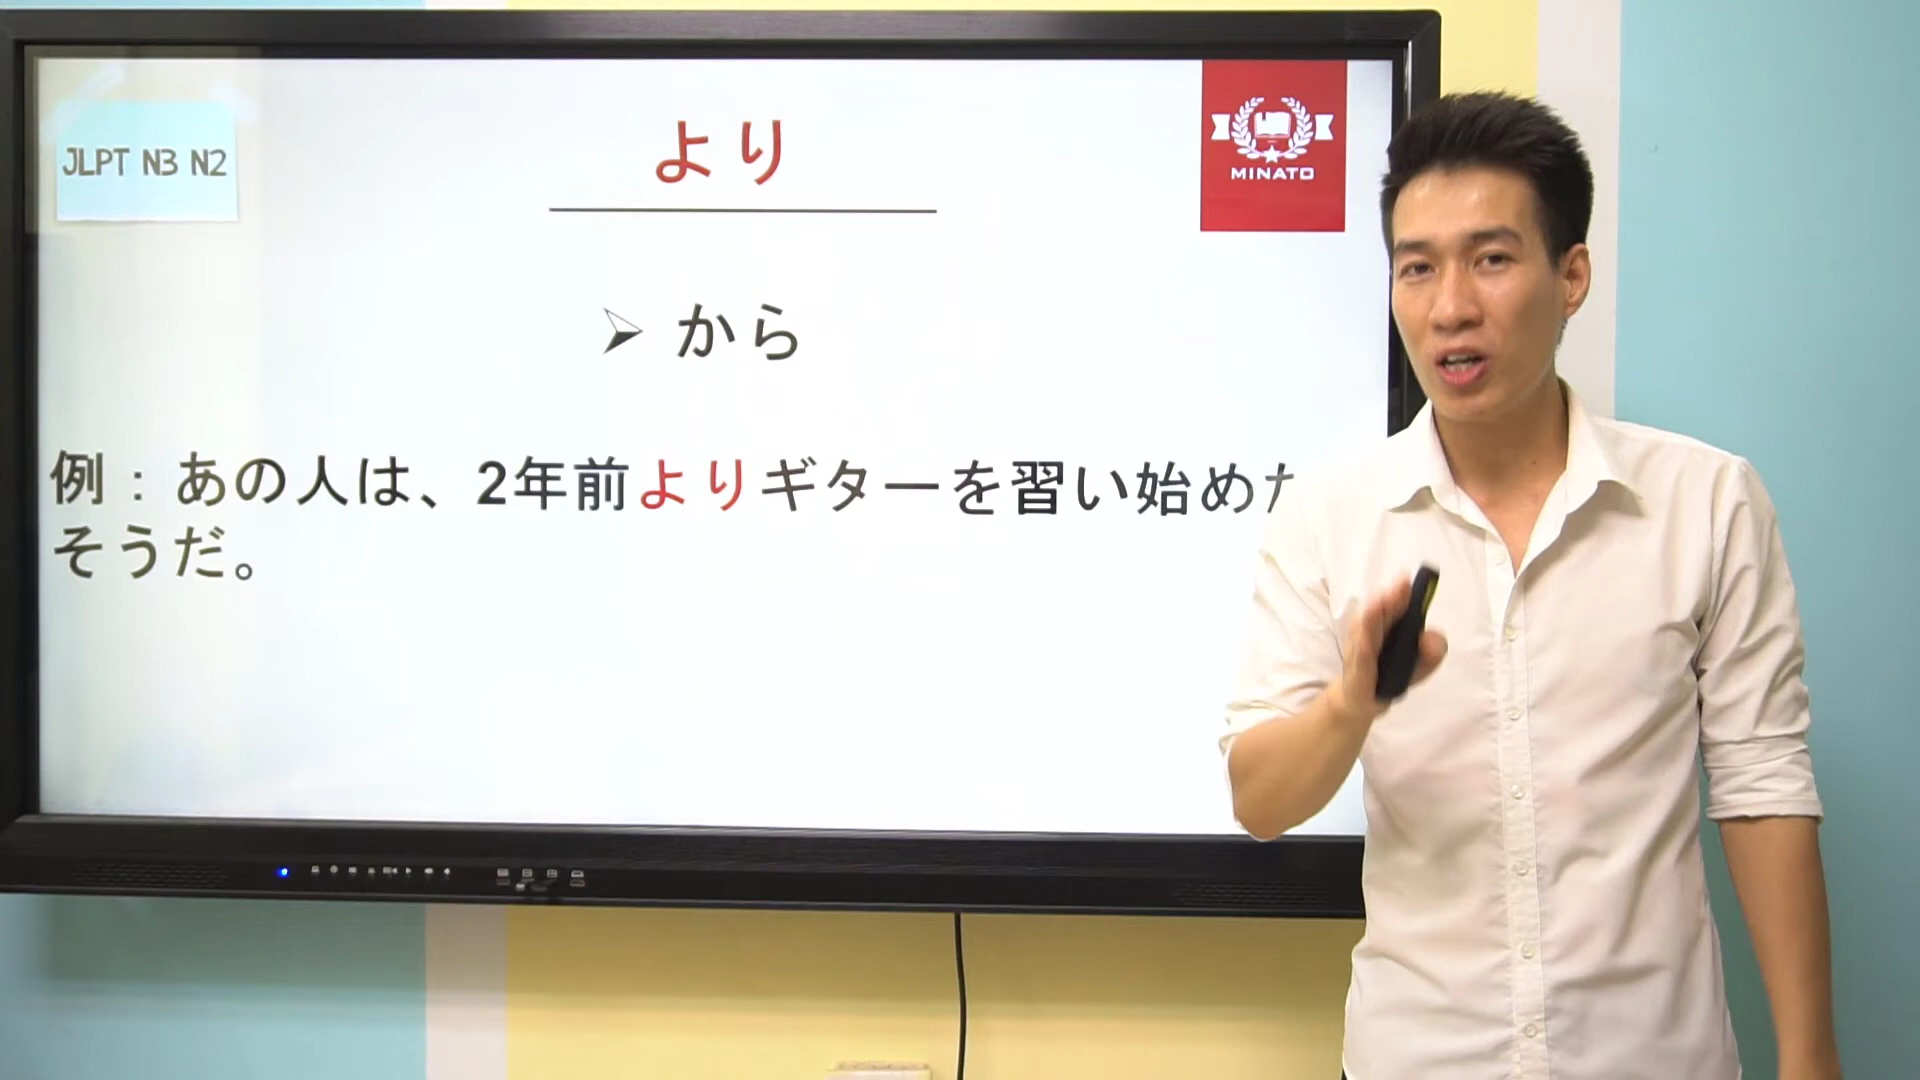 JLPT N3 N2
より
MINATO
から
例：あの人は、2年前よりギターを習い始めた
そうだ。